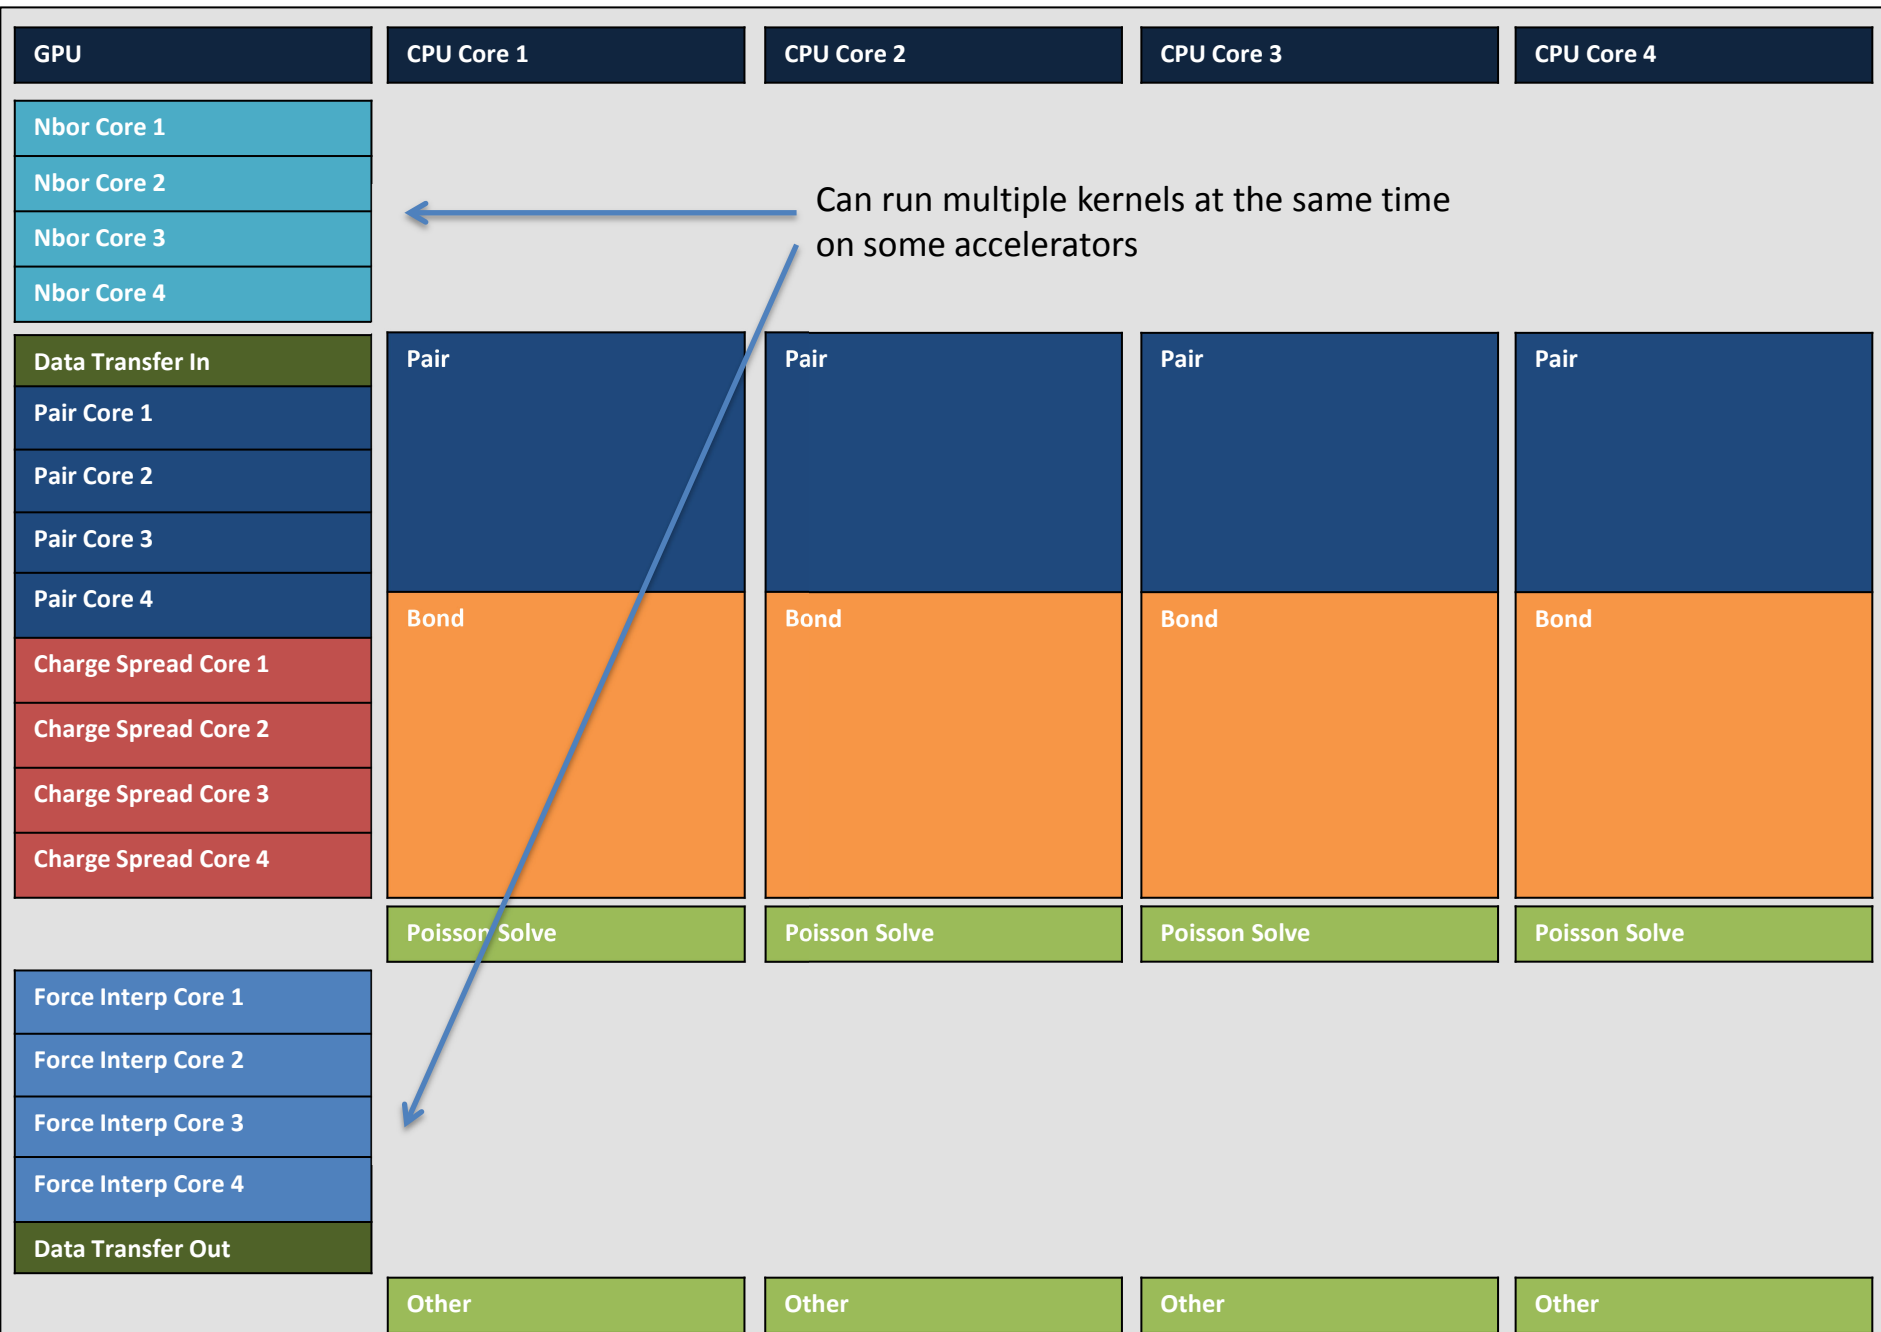 GPU
CPU Core 1
CPU Core 2
CPU Core 3
CPU Core 4
Nbor Core 1
Nbor Core 2
Nbor Core 3
Nbor Core 4
Can run multiple kernels at the same time
on some accelerators
Data Transfer In
Pair Core 1
Pair Core 2
Pair Core 3
Pair Core 4
Charge Spread Core 1
Charge Spread Core 2
Charge Spread Core 3
Charge Spread Core 4
Pair
Pair
Pair
Pair
Bond
Bond
Bond
Bond
Poisson Solve
Poisson Solve
Poisson Solve
Poisson Solve
Force Interp Core 1
Force Interp Core 2
Force Interp Core 3
Force Interp Core 4
Data Transfer Out
Other
Other
Other
Other